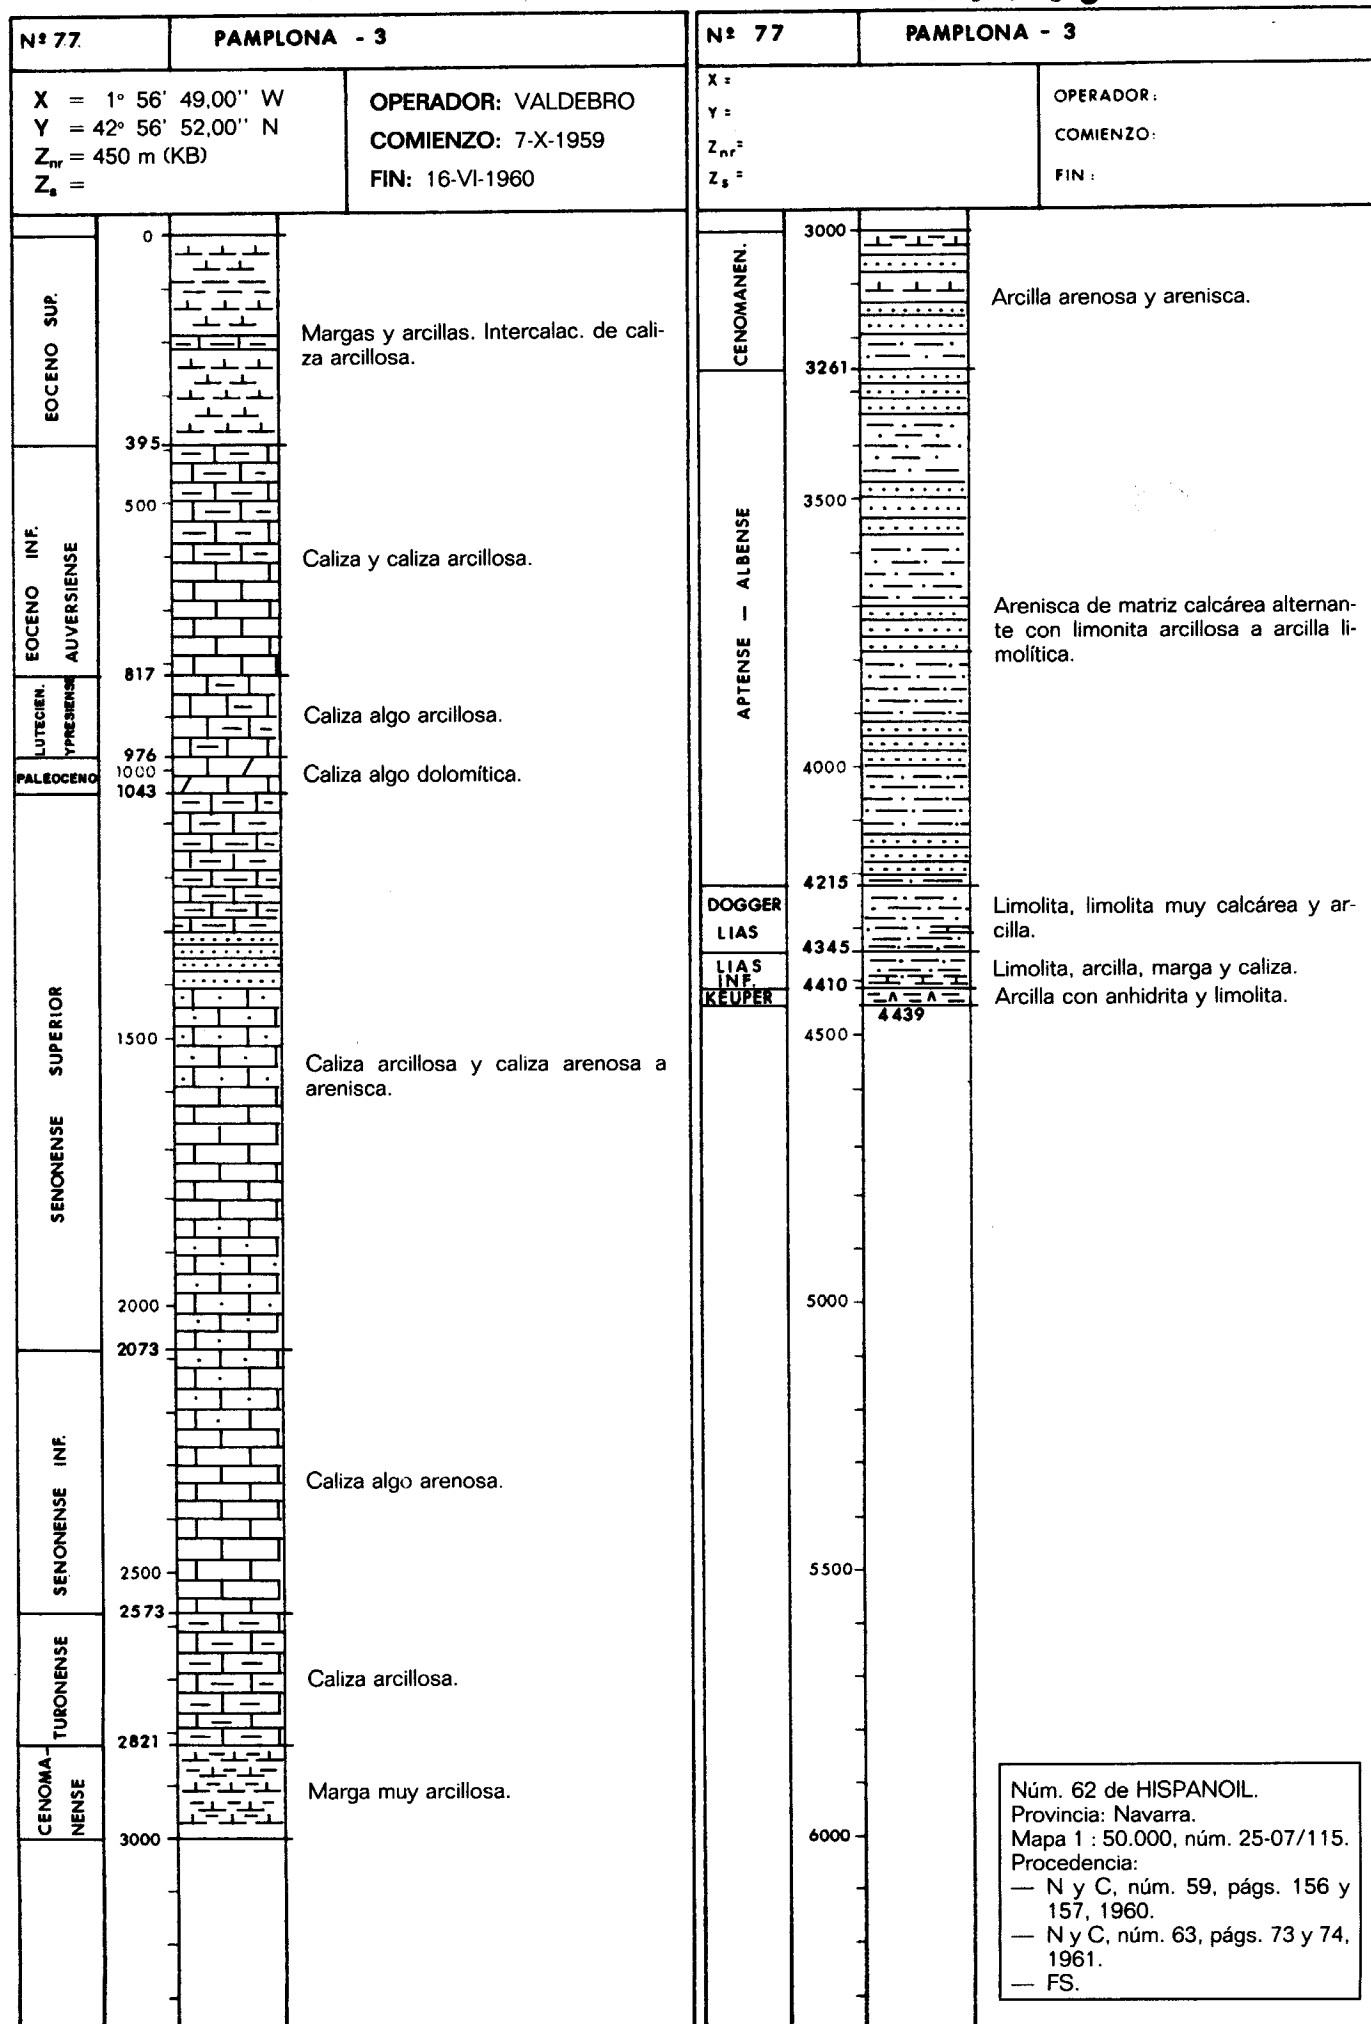 Nº 77.
PAMPLONA - 3
X = 1° 56' 49,00'' W
Y = 42° 56' 52,00'' N
Znr = 450 m (KB)
Zs =
OPERADOR: VALDEBRO
COMIENZO: 7-X-1959
FIN: 16-VI-1960
EOCENO SUP.
0
Margas y arcillas. Intercalac. de cali-
za arcillosa.
395
EOCENO INF.
AUVERSIENSE
500
Caliza y caliza arcillosa.
817
LUTECIEN.
YPRESIENSE
Caliza algo arcillosa.
976
PALEOCENO
1000
Caliza algo dolomítica.
1043
SENONENSE SUPERIOR
1500
Caliza arcillosa y caliza arenosa a
arenisca.
2000
2073
SENONENSE INF.
Caliza algo arenosa.
2500
2573
TURONENSE
Caliza arcillosa.
2821
CENOMA-
NENSE
Marga muy arcillosa.
3000
Nº 77
PAMPLONA - 3
X =
Y =
Znr=
Zs =
OPERADOR:
COMIENZO:
FIN :
3000
CENOMANEN.
Arcilla arenosa y arenisca.
3261
APTENSE — ALBENSE
3500
Arenisca de matriz calcárea alternan-
te con limonita arcillosa a arcilla li-
molítica.
4000
4215
DOGGER
LIAS
Limolita, limolita muy calcárea y ar-
cilla.
4345
LIAS
INF.
Limolita, arcilla, marga y caliza.
4410
KEUPER
Arcilla con anhidrita y limolita.
4439
4500
5000
5500
6000
Núm. 62 de HISPANOIL.
Provincia: Navarra.
Mapa 1 : 50.000, núm. 25-07/115.
Procedencia:
— N y C, núm. 59, págs. 156 y
157, 1960.
— N y C, núm. 63, págs. 73 y 74,
1961.
— FS.